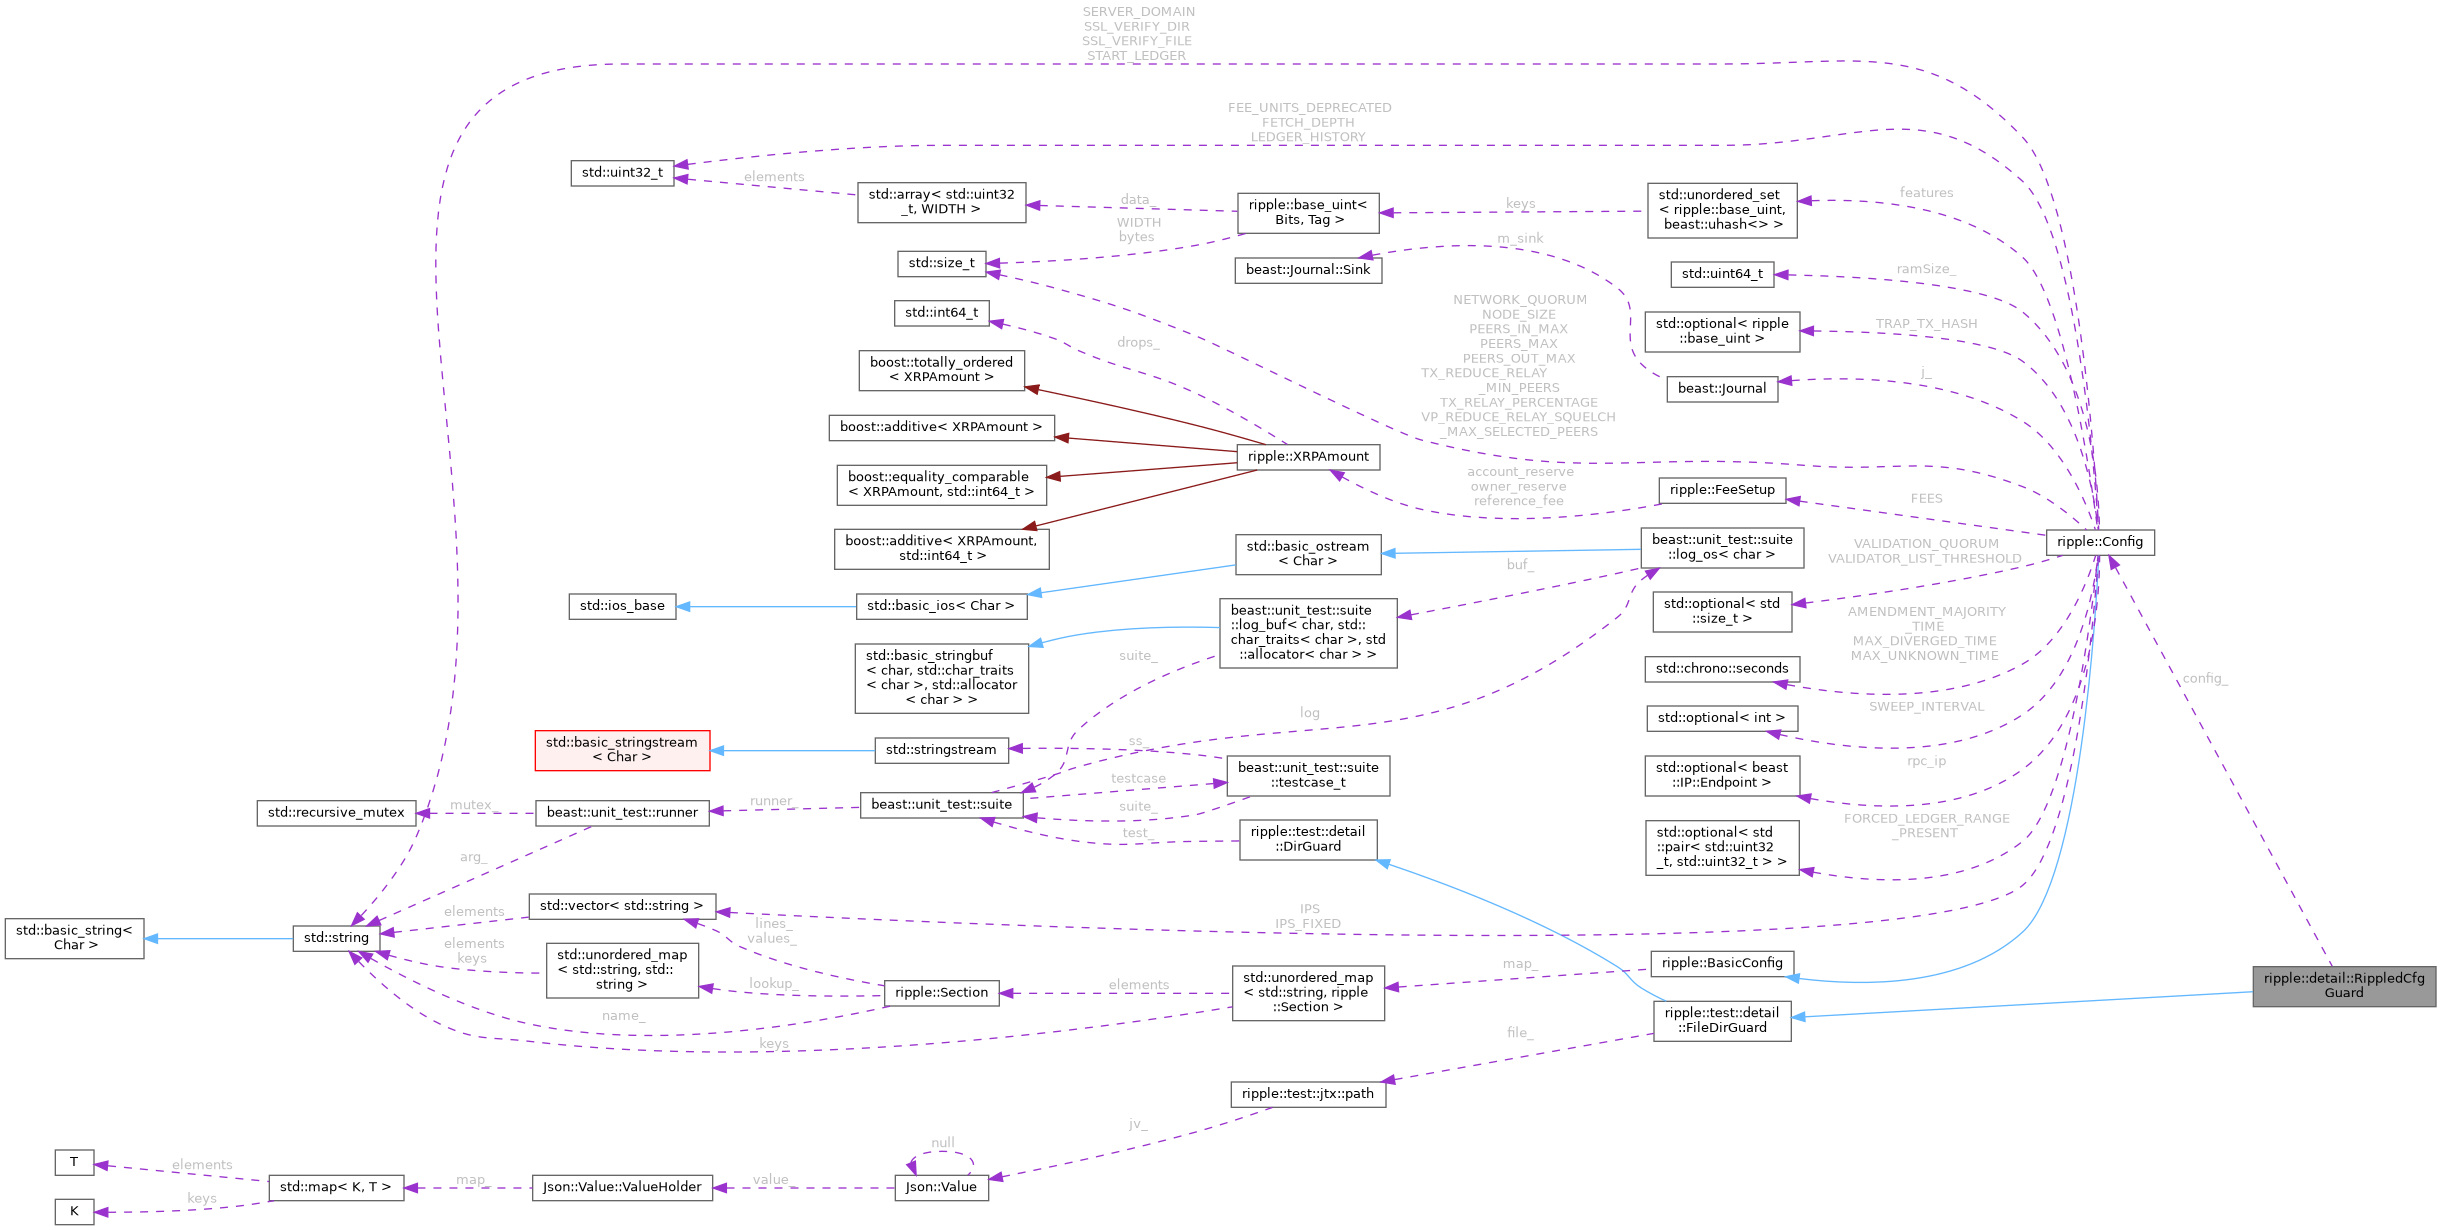 SERVER_DOMAIN
SSL_VERIFY_DIR
SSL_VERIFY_FILE
START_LEDGER
FEE_UNITS_DEPRECATED
FETCH_DEPTH
LEDGER_HISTORY
std::uint32_t
elements
std::array< std::uint32
_t, WIDTH >
data_
WIDTH
bytes
ripple::base_uint<
Bits, Tag >
keys
std::unordered_set
< ripple::base_uint,
beast::uhash<> >
features
std::size_t
beast::Journal::Sink
m_sink
std::uint64_t
ramSize_
std::int64_t
drops_
NETWORK_QUORUM
NODE_SIZE
PEERS_IN_MAX
PEERS_MAX
PEERS_OUT_MAX
TX_REDUCE_RELAY
_MIN_PEERS
TX_RELAY_PERCENTAGE
VP_REDUCE_RELAY_SQUELCH
_MAX_SELECTED_PEERS
std::optional< ripple
::base_uint >
TRAP_TX_HASH
boost::totally_ordered
< XRPAmount >
beast::Journal
j_
boost::additive< XRPAmount >
ripple::XRPAmount
boost::equality_comparable
< XRPAmount, std::int64_t >
account_reserve
owner_reserve
reference_fee
ripple::FeeSetup
FEES
boost::additive< XRPAmount,
std::int64_t >
std::basic_ostream
< Char >
beast::unit_test::suite
::log_os< char >
VALIDATION_QUORUM
VALIDATOR_LIST_THRESHOLD
ripple::Config
buf_
std::ios_base
std::basic_ios< Char >
beast::unit_test::suite
::log_buf< char, std::
char_traits< char >, std
::allocator< char > >
std::optional< std
::size_t >
AMENDMENT_MAJORITY
_TIME
MAX_DIVERGED_TIME
MAX_UNKNOWN_TIME
std::basic_stringbuf
< char, std::char_traits
< char >, std::allocator
< char > >
suite_
std::chrono::seconds
config_
log
std::optional< int >
SWEEP_INTERVAL
std::basic_stringstream
< Char >
std::stringstream
ss_
beast::unit_test::suite
::testcase_t
std::optional< beast
::IP::Endpoint >
rpc_ip
testcase
std::recursive_mutex
mutex_
beast::unit_test::runner
runner_
beast::unit_test::suite
suite_
test_
ripple::test::detail
::DirGuard
std::optional< std
::pair< std::uint32
_t, std::uint32_t > >
FORCED_LEDGER_RANGE
_PRESENT
arg_
std::basic_string<
Char >
std::string
elements
std::vector< std::string >
lines_
values_
IPS
IPS_FIXED
elements
keys
std::unordered_map
< std::string, std::
string >
lookup_
ripple::Section
elements
std::unordered_map
< std::string, ripple
::Section >
map_
ripple::BasicConfig
name_
keys
ripple::test::detail
::FileDirGuard
ripple::detail::RippledCfg
Guard
file_
ripple::test::jtx::path
jv_
null
T
elements
K
keys
std::map< K, T >
map_
Json::Value::ValueHolder
value_
Json::Value